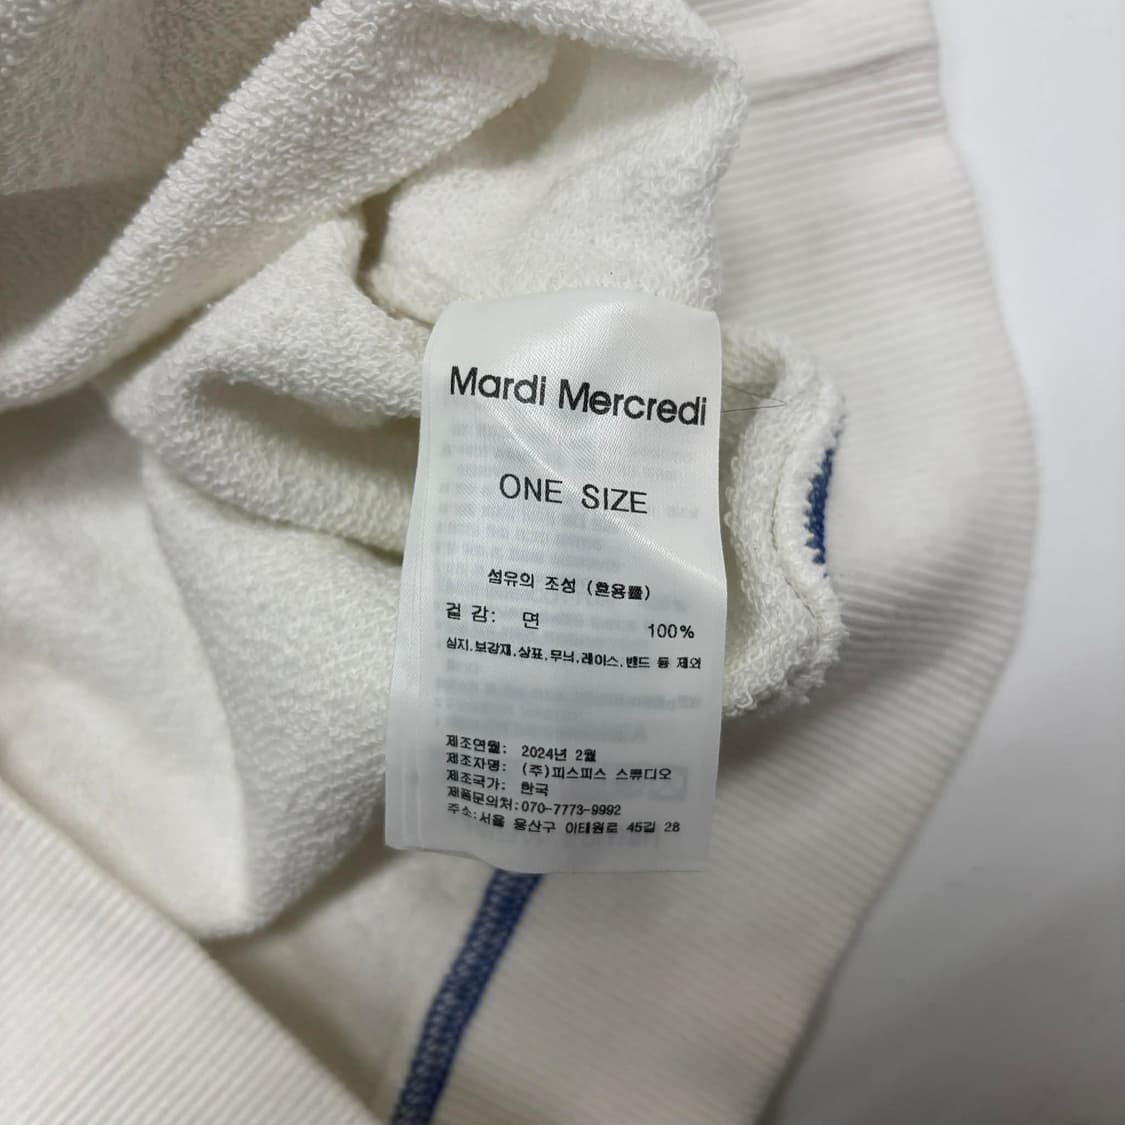 Mardi Mercredi
ONE SIZE
섬유의 조성 (혼용률)
겉 감: 면 100%
심지.보강재.상표.무늬.레이스.밴드 등 제외
제조연월: 2024년 2월
제조자명: (주)피스피스 스튜디오
제조국가: 한국
제품문의처:070-7773-9992
주소:서울 용산구 이태원로 45길 28